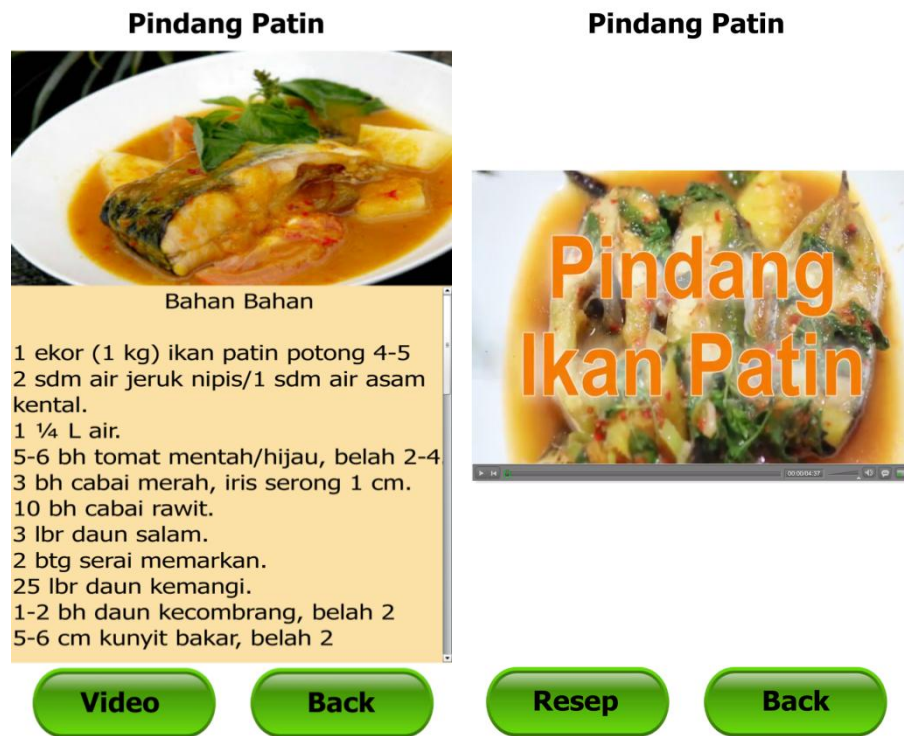 Pindang Patin
Bahan Bahan
1 ekor (1 kg) ikan patin potong 4-5
2 sdm air jeruk nipis/1 sdm air asam
kental.
1 ¼ L air.
5-6 bh tomat mentah/hijau, belah 2-4
3 bh cabai merah, iris serong 1 cm.
10 bh cabai rawit.
3 lbr daun salam.
2 btg serai memarkan.
25 lbr daun kemangi.
1-2 bh daun kecombrang, belah 2
5-6 cm kunyit bakar, belah 2
Video
Back
Pindang Patin
Pindang
Ikan Patin
00:00/04:37
Resep
Back